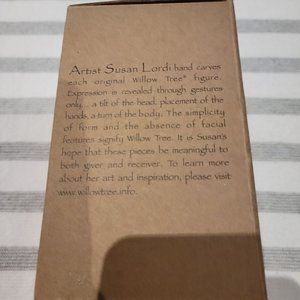 Artist Susan Lordi hand carves
each original Willow Tree® figure.
Expression is revealed through gestures
only... a tilt of the head, placement of the
hands, a turn of the body. The simplicity
of form and the absence of facial
features signify Willow Tree. It is Susan's
hope that these pieces be meaningful to
both giver and receiver. To learn more
about her art and inspiration, please visit
www.willowtree.info.